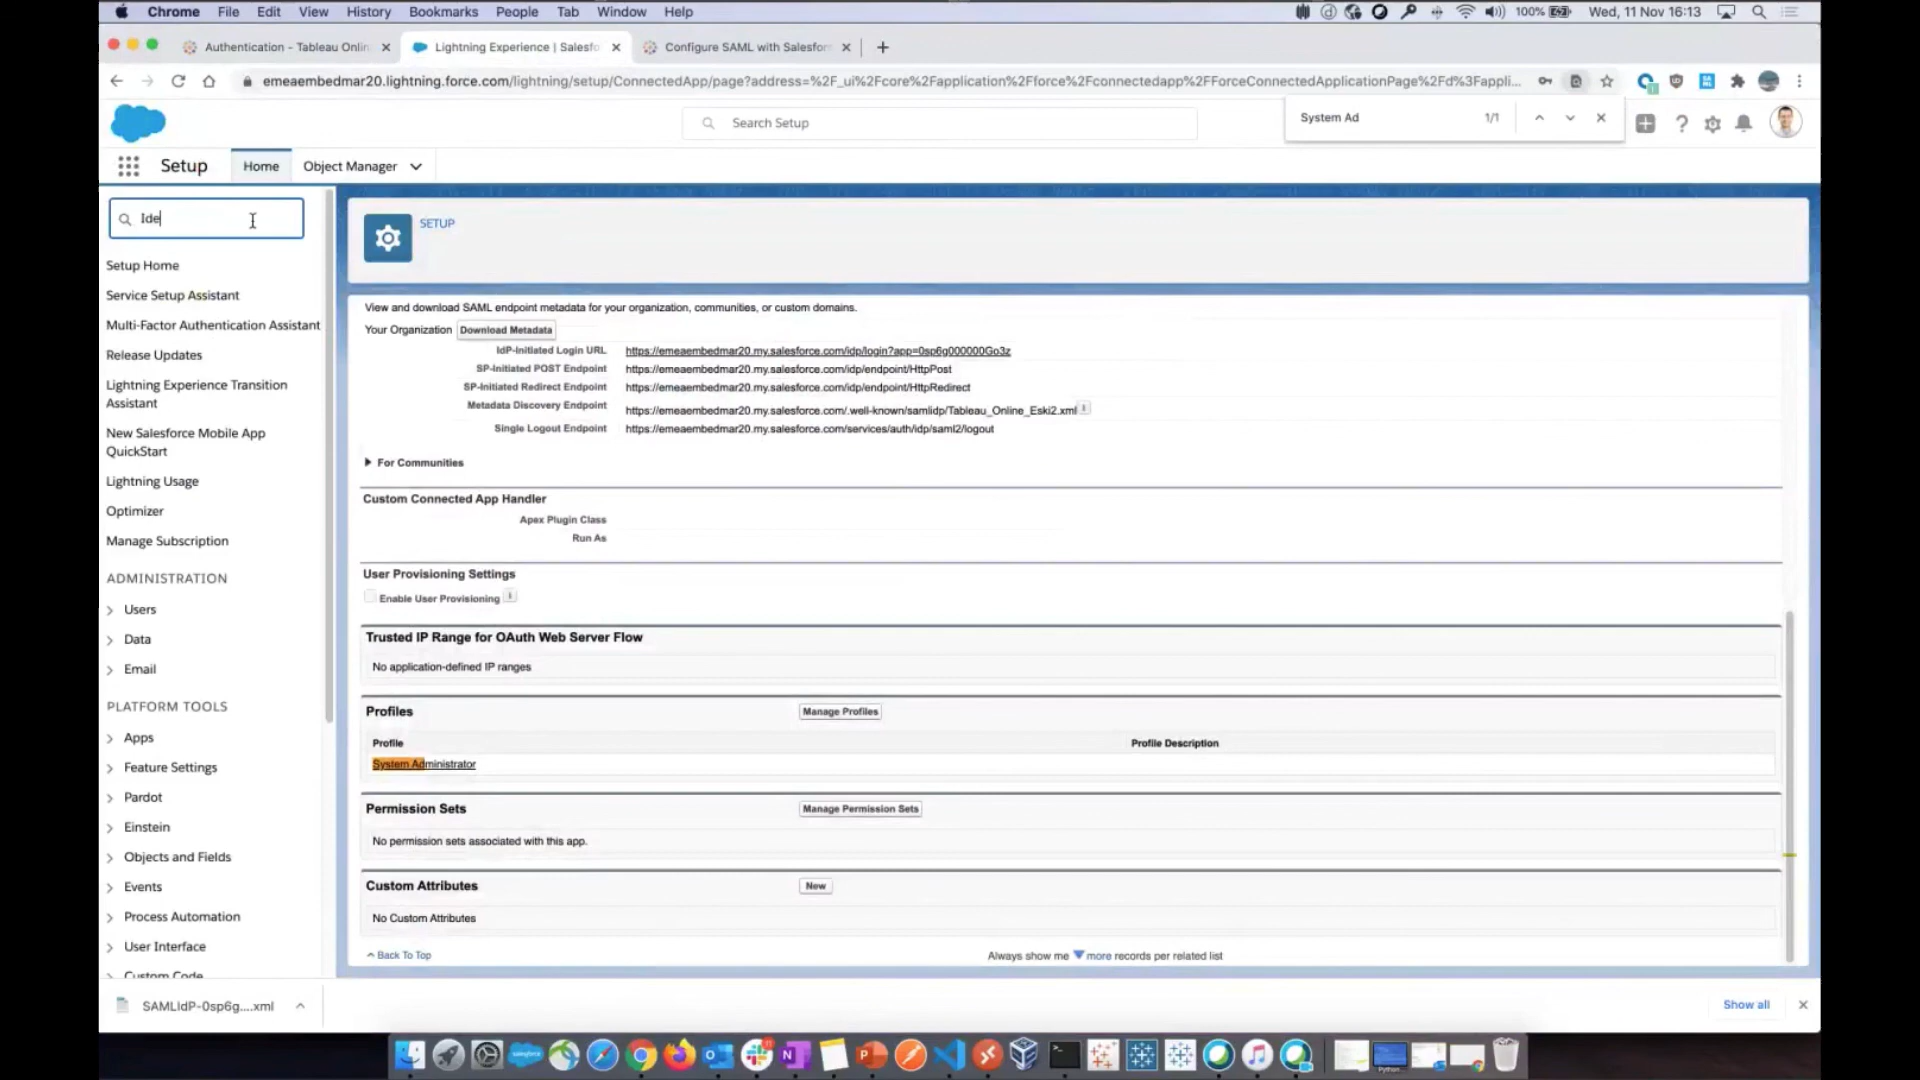 Chrome File Edit View History Bookmarks People Tab Window Help 100% Wed, 11 Nov 16:13
Authentication - Tableau Onlin Lightning Experience | Salesfo Configure SAML with Salesfor
emeaembedmar20.lightning.force.com/lightning/setup/ConnectedApp/page?address=%2F_ui%2Fcore%2Fapplication%2Fforce%2Fconnectedapp%2FForceConnectedApplicationPage%2Fd%3Fappli...
Search Setup
System Ad 1/1
Setup Home Object Manager
Ide
Setup Home
Service Setup Assistant
Multi-Factor Authentication Assistant
Release Updates
Lightning Experience Transition
Assistant
New Salesforce Mobile App
QuickStart
Lightning Usage
Optimizer
Manage Subscription
ADMINISTRATION
Users
Data
Email
PLATFORM TOOLS
Apps
Feature Settings
Pardot
Einstein
Objects and Fields
Events
Process Automation
User Interface
Custom Code
SETUP
View and download SAML endpoint metadata for your organization, communities, or custom domains.
Your Organization Download Metadata
IdP-Initiated Login URL https://emeaembedmar20.my.salesforce.com/idp/login?app=0sp6g000000Go3z
SP-Initiated POST Endpoint https://emeaembedmar20.my.salesforce.com/idp/endpoint/HttpPost
SP-Initiated Redirect Endpoint https://emeaembedmar20.my.salesforce.com/idp/endpoint/HttpRedirect
Metadata Discovery Endpoint https://emeaembedmar20.my.salesforce.com/.well-known/samlidp/Tableau_Online_Eski2.xml
Single Logout Endpoint https://emeaembedmar20.my.salesforce.com/services/auth/idp/saml2/logout
For Communities
Custom Connected App Handler
Apex Plugin Class
Run As
User Provisioning Settings
Enable User Provisioning
Trusted IP Range for OAuth Web Server Flow
No application-defined IP ranges
Profiles Manage Profiles
Profile Profile Description
System Administrator
Permission Sets Manage Permission Sets
No permission sets associated with this app.
Custom Attributes New
No Custom Attributes
Back To Top Always show me more records per related list
SAMLIdP-0sp6g....xml Show all